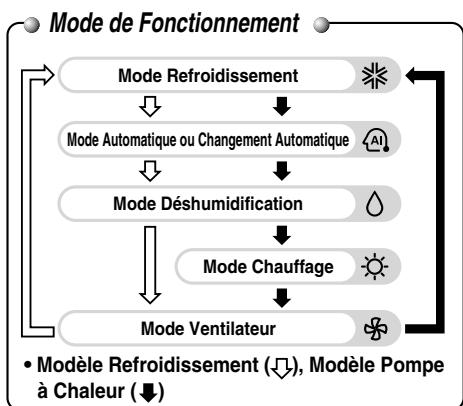 Mode de Fonctionnement
Mode Refroidissement
Mode Automatique ou Changement Automatique
AI
Mode Déshumidification
Mode Chauffage
Mode Ventilateur
• Modèle Refroidissement (⇩), Modèle Pompe
à Chaleur (⬇)